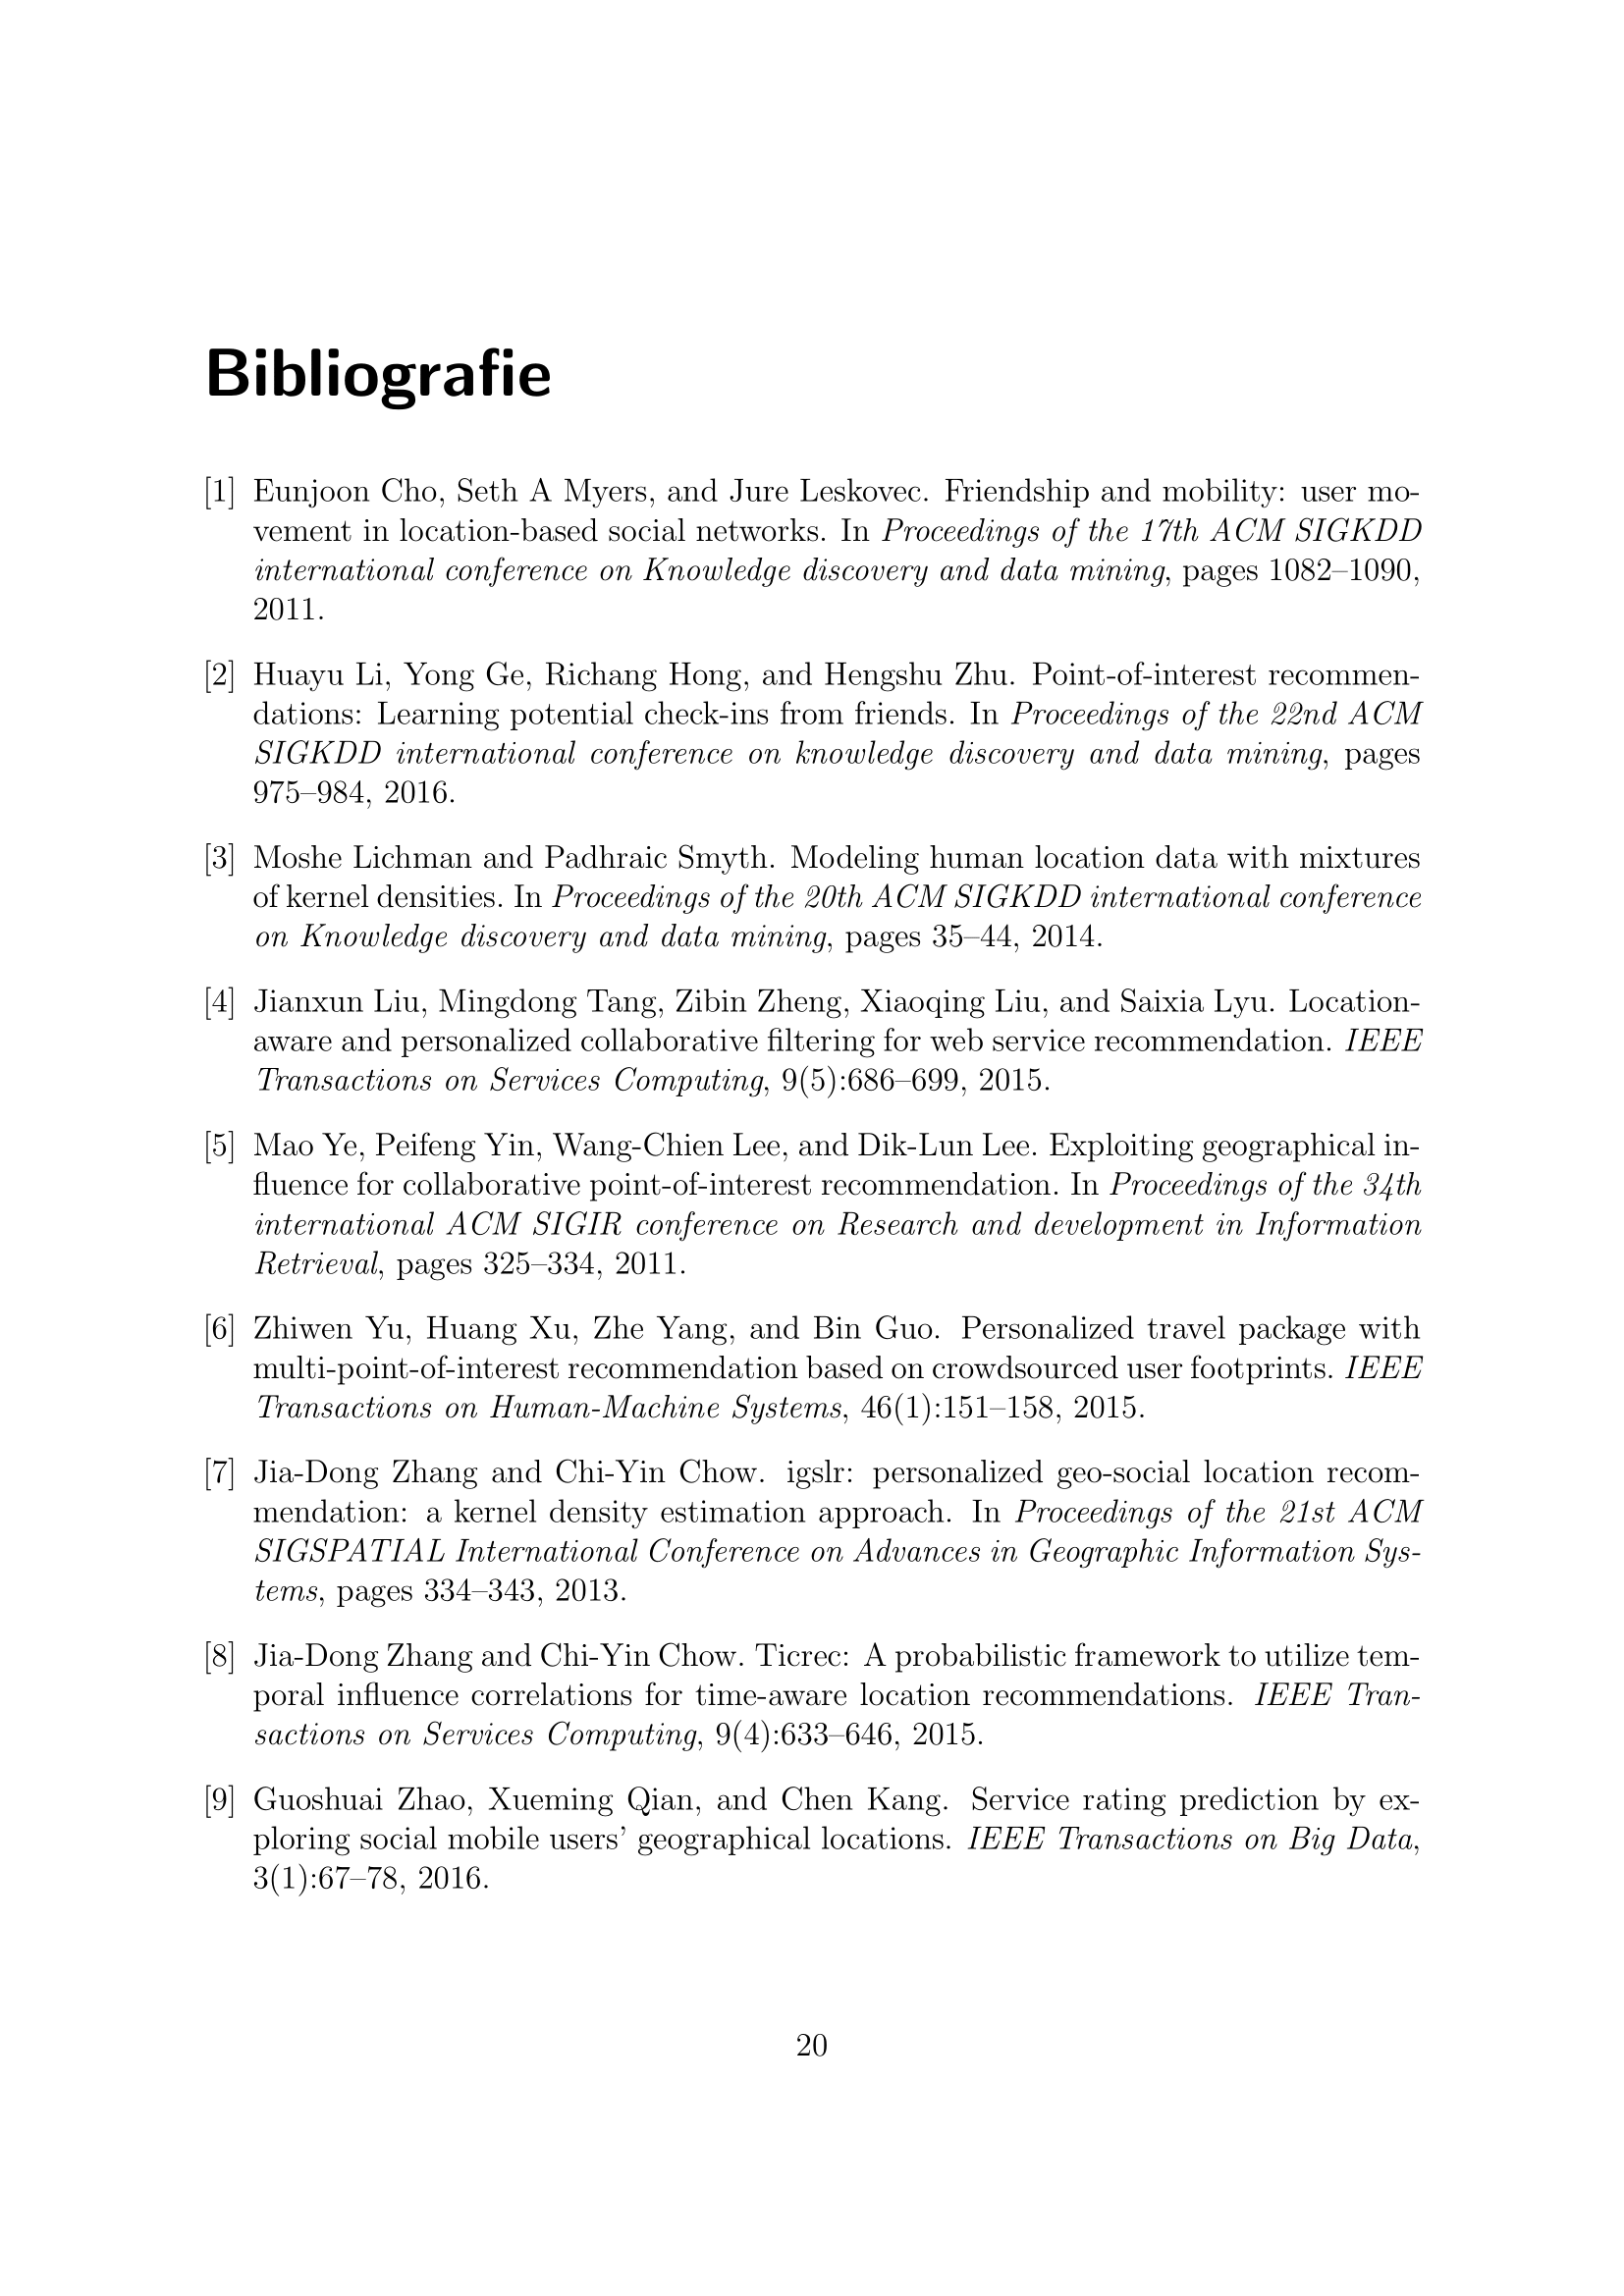 Bibliografie
[1] Eunjoon Cho, Seth A Myers, and Jure Leskovec. Friendship and mobility: user mo-
vement in location-based social networks. In Proceedings of the 17th ACM SIGKDD
international conference on Knowledge discovery and data mining, pages 1082–1090,
2011.
[2] Huayu Li, Yong Ge, Richang Hong, and Hengshu Zhu. Point-of-interest recommen-
dations: Learning potential check-ins from friends. In Proceedings of the 22nd ACM
SIGKDD international conference on knowledge discovery and data mining, pages
975–984, 2016.
[3] Moshe Lichman and Padhraic Smyth. Modeling human location data with mixtures
of kernel densities. In Proceedings of the 20th ACM SIGKDD international conference
on Knowledge discovery and data mining, pages 35–44, 2014.
[4] Jianxun Liu, Mingdong Tang, Zibin Zheng, Xiaoqing Liu, and Saixia Lyu. Location-
aware and personalized collaborative filtering for web service recommendation. IEEE
Transactions on Services Computing, 9(5):686–699, 2015.
[5] Mao Ye, Peifeng Yin, Wang-Chien Lee, and Dik-Lun Lee. Exploiting geographical in-
fluence for collaborative point-of-interest recommendation. In Proceedings of the 34th
international ACM SIGIR conference on Research and development in Information
Retrieval, pages 325–334, 2011.
[6] Zhiwen Yu, Huang Xu, Zhe Yang, and Bin Guo. Personalized travel package with
multi-point-of-interest recommendation based on crowdsourced user footprints. IEEE
Transactions on Human-Machine Systems, 46(1):151–158, 2015.
[7] Jia-Dong Zhang and Chi-Yin Chow. igslr: personalized geo-social location recom-
mendation: a kernel density estimation approach. In Proceedings of the 21st ACM
SIGSPATIAL International Conference on Advances in Geographic Information Sys-
tems, pages 334–343, 2013.
[8] Jia-Dong Zhang and Chi-Yin Chow. Ticrec: A probabilistic framework to utilize tem-
poral influence correlations for time-aware location recommendations. IEEE Tran-
sactions on Services Computing, 9(4):633–646, 2015.
[9] Guoshuai Zhao, Xueming Qian, and Chen Kang. Service rating prediction by ex-
ploring social mobile users' geographical locations. IEEE Transactions on Big Data,
3(1):67–78, 2016.
20